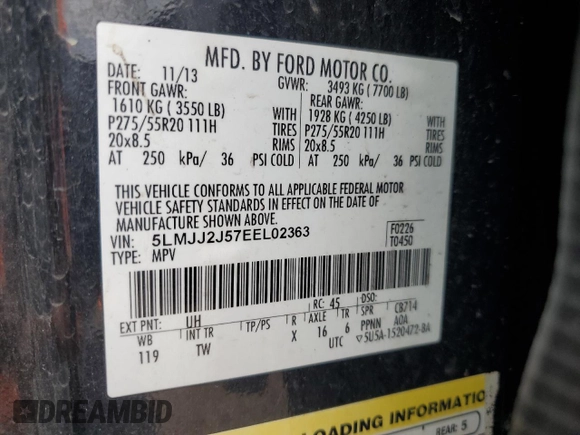 MFD. BY FORD MOTOR CO.
DATE: 11/13 GVWR: 3493 KG ( 7700 LB)
FRONT GAWR: REAR GAWR:
1610 KG ( 3550 LB) 1928 KG ( 4250 LB)
P275/55R20 111H TIRES P275/55R20 111H TIRES
20x8.5 RIMS 20x8.5 RIMS
AT 250 kPa/ 36 PSI COLD AT 250 kPa/ 36 PSI COLD
THIS VEHICLE CONFORMS TO ALL APPLICABLE FEDERAL MOTOR
VEHICLE SAFETY STANDARDS IN EFFECT ON THE DATE OF
MANUFACTURE SHOWN ABOVE.
VIN: 5LMJJ2J57EEL02363 F0226
TYPE: MPV T0450
RC: 45 DSO:
EXT PNT: UH
WB INT TR TP/PS R AXLE TR SPR CB714
119 TW X 16 6 PPNN AOA
UTC ▽5U5A-1520472-BA
LOADING INFORMATION
REAR: 5
DREAMBID